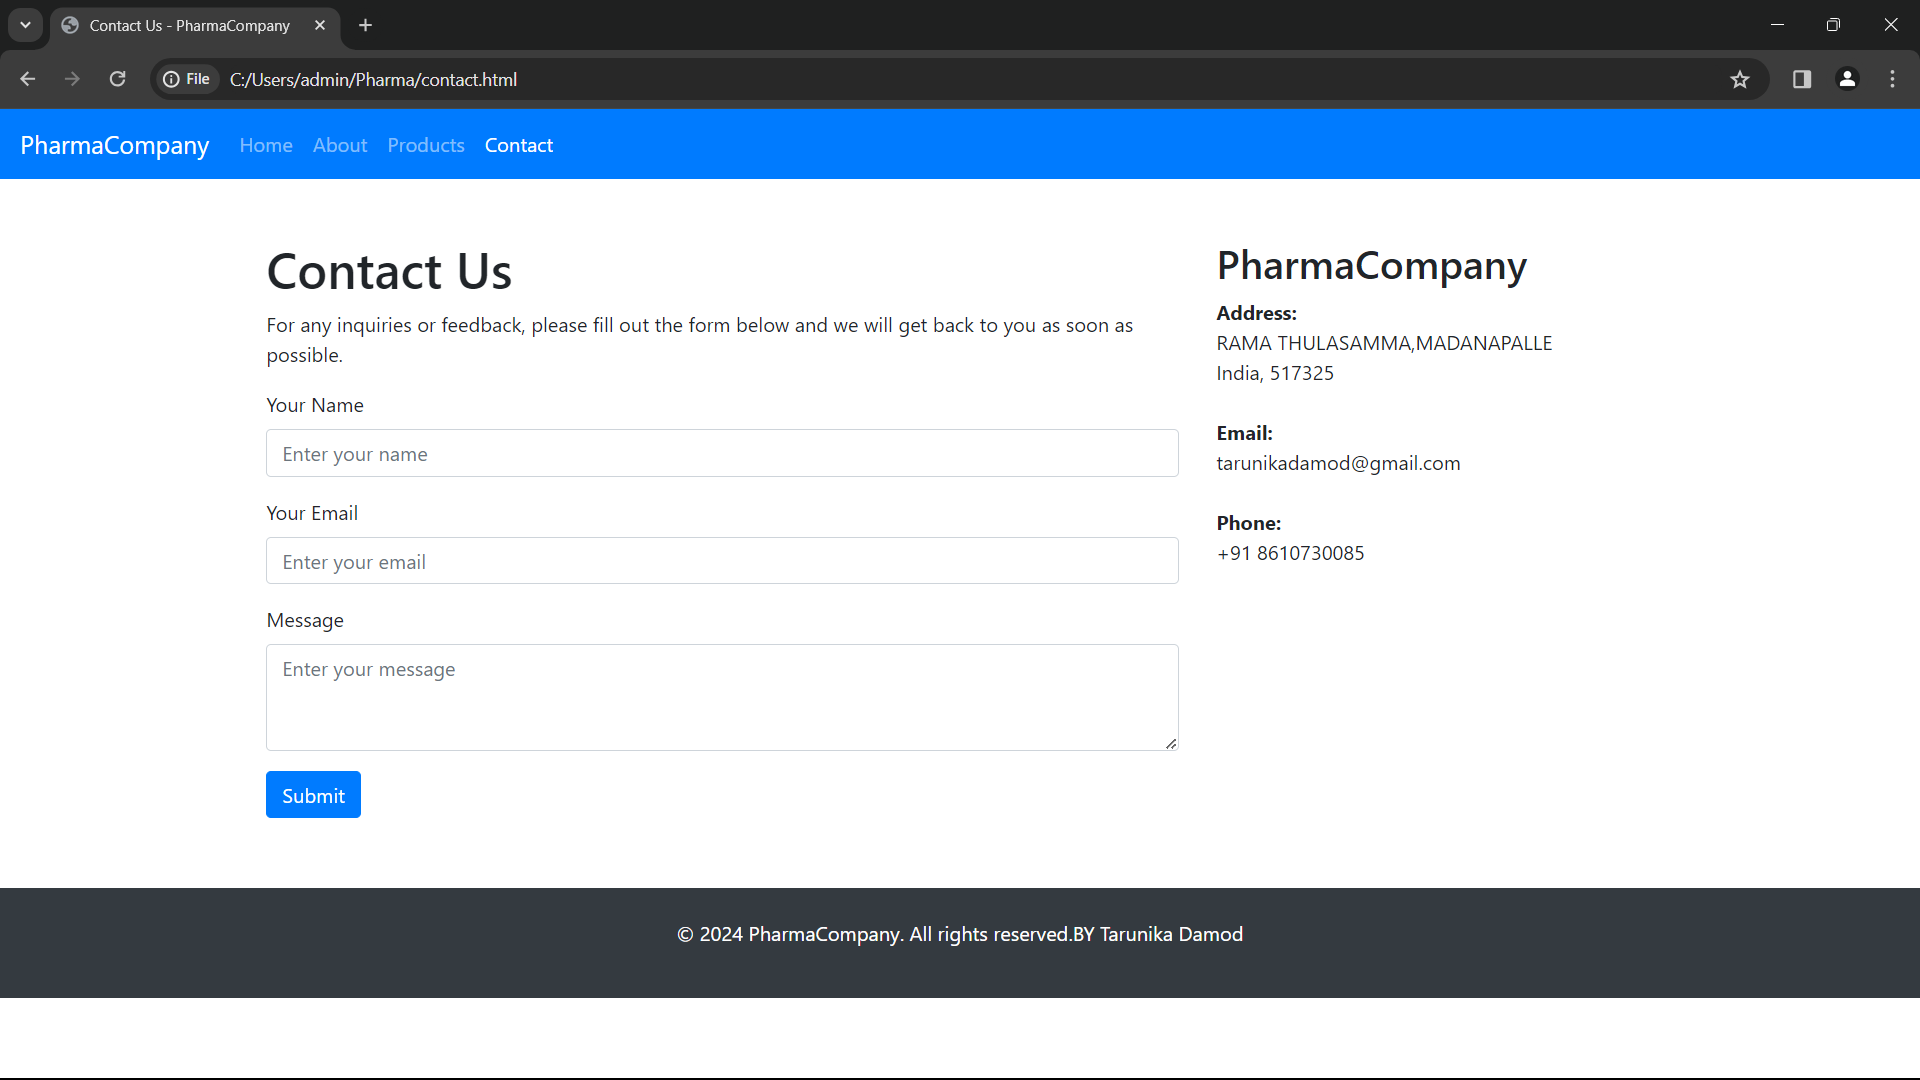 Contact Us - PharmaCompany
File C:/Users/admin/Pharma/contact.html
PharmaCompany Home About Products Contact
Contact Us
For any inquiries or feedback, please fill out the form below and we will get back to you as soon as
possible.
Your Name
Enter your name
Your Email
Enter your email
Message
Enter your message
Submit
PharmaCompany
Address:
RAMA THULASAMMA,MADANAPALLE
India, 517325
Email:
tarunikadamod@gmail.com
Phone:
+91 8610730085
© 2024 PharmaCompany. All rights reserved.BY Tarunika Damod